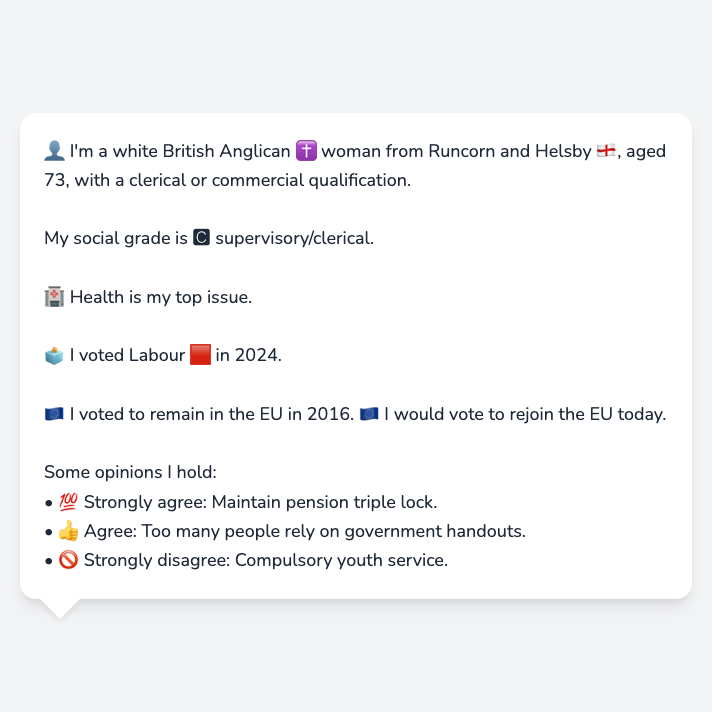 👤 I'm a white British Anglican ✝️ woman from Runcorn and Helsby 🏴󠁧󠁢󠁥󠁮󠁧󠁿, aged
73, with a clerical or commercial qualification.
My social grade is 🅲 supervisory/clerical.
🏥 Health is my top issue.
🗳️ I voted Labour 🟥 in 2024.
🇪🇺 I voted to remain in the EU in 2016. 🇪🇺 I would vote to rejoin the EU today.
Some opinions I hold:
• 💯 Strongly agree: Maintain pension triple lock.
• 👍 Agree: Too many people rely on government handouts.
• 🚫 Strongly disagree: Compulsory youth service.